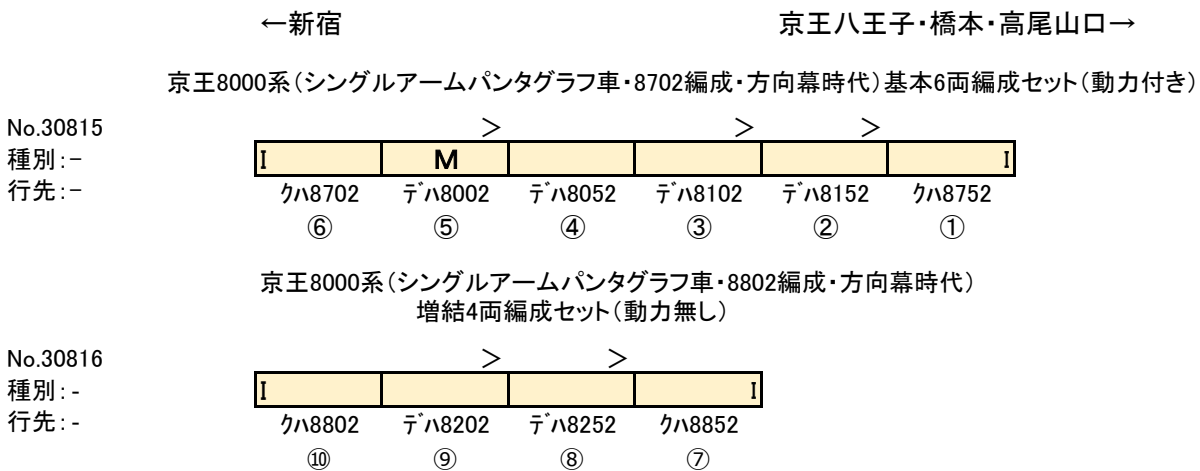 ←新宿 京王八王子・橋本・高尾山口→
京王8000系（シングルアームパンタグラフ車・8702編成・方向幕時代）基本6両編成セット（動力付き）
No.30815 ＞ ＞ ＞
種別：- I M I
行先：- ｸﾊ8702 ﾃﾞﾊ8002 ﾃﾞﾊ8052 ﾃﾞﾊ8102 ﾃﾞﾊ8152 ｸﾊ8752
⑥ ⑤ ④ ③ ② ①
京王8000系（シングルアームパンタグラフ車・8802編成・方向幕時代）
増結4両編成セット（動力無し）
No.30816 ＞ ＞
種別：- I I
行先：- ｸﾊ8802 ﾃﾞﾊ8202 ﾃﾞﾊ8252 ｸﾊ8852
⑩ ⑨ ⑧ ⑦